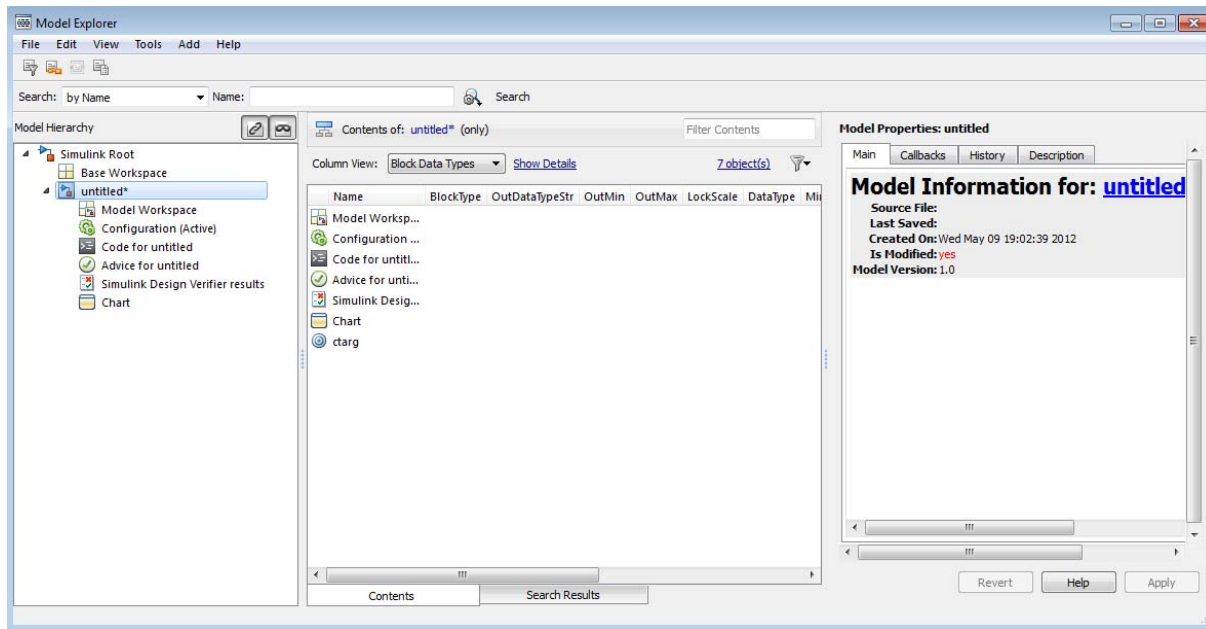 Model Explorer
File Edit View Tools Add Help
Search: by Name Name: Search
Model Hierarchy
Simulink Root
Base Workspace
untitled*
Model Workspace
Configuration (Active)
Code for untitled
Advice for untitled
Simulink Design Verifier results
Chart
Contents of: untitled* (only) Filter Contents
Column View: Block Data Types Show Details 7 object(s)
Name BlockType OutDataTypeStr OutMin OutMax LockScale DataType Mi
Model Worksp...
Configuration ...
Code for untitl...
Advice for unti...
Simulink Desig...
Chart
ctarg
Contents Search Results
Model Properties: untitled
Main Callbacks History Description
Model Information for: untitled
Source File:
Last Saved:
Created On: Wed May 09 19:02:39 2012
Is Modified: yes
Model Version: 1.0
Revert Help Apply